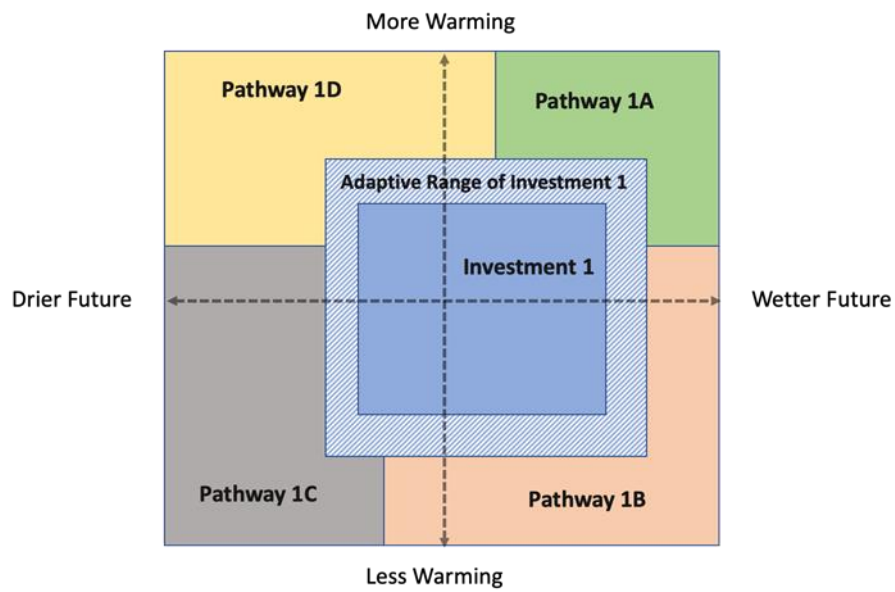 More Warming
Pathway 1D
Pathway 1A
Adaptive Range of Investment 1
Investment 1
Drier Future
Wetter Future
Pathway 1C
Pathway 1B
Less Warming